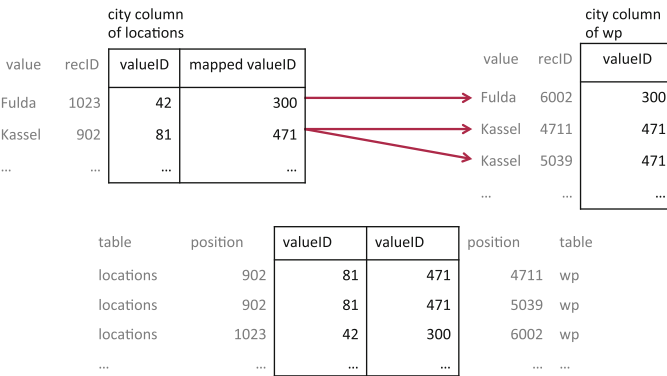 city column
of locations
value recID valueID mapped valueID
Fulda 1023 42 300
Kassel 902 81 471
... ... ... ...
city column
of wp
value recID valueID
Fulda 6002 300
Kassel 4711 471
Kassel 5039 471
... ... ...
table position valueID valueID position table
locations 902 81 471 4711 wp
locations 902 81 471 5039 wp
locations 1023 42 300 6002 wp
... ... ... ... ... ...